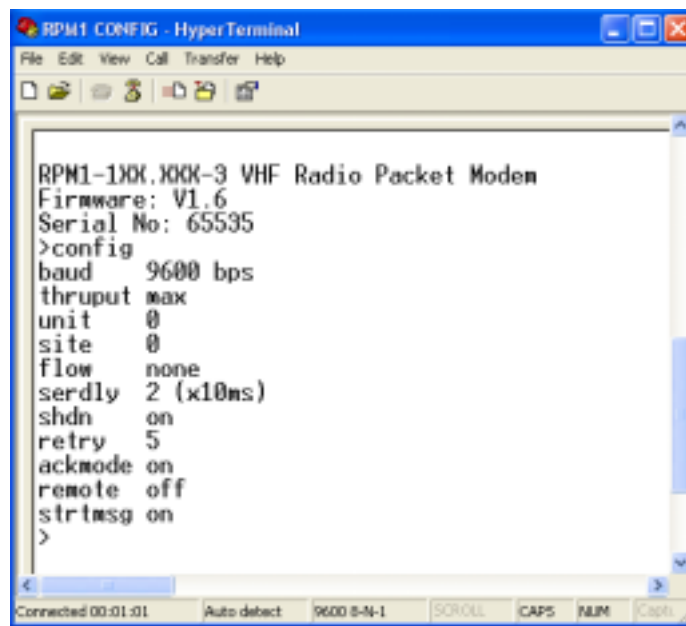 RPM1 CONFIG - HyperTerminal
File Edit View Call Transfer Help
RPM1-1XX.XXX-3 VHF Radio Packet Modem
Firmware: V1.6
Serial No: 65535
>config
baud 9600 bps
thruput max
unit 0
site 0
flow none
serdly 2 (x10ms)
shdn on
retry 5
ackmode on
remote off
strtmsg on
>
Connected 00:01:01 Auto detect 9600 8-N-1 SCROLL CAPS NUM